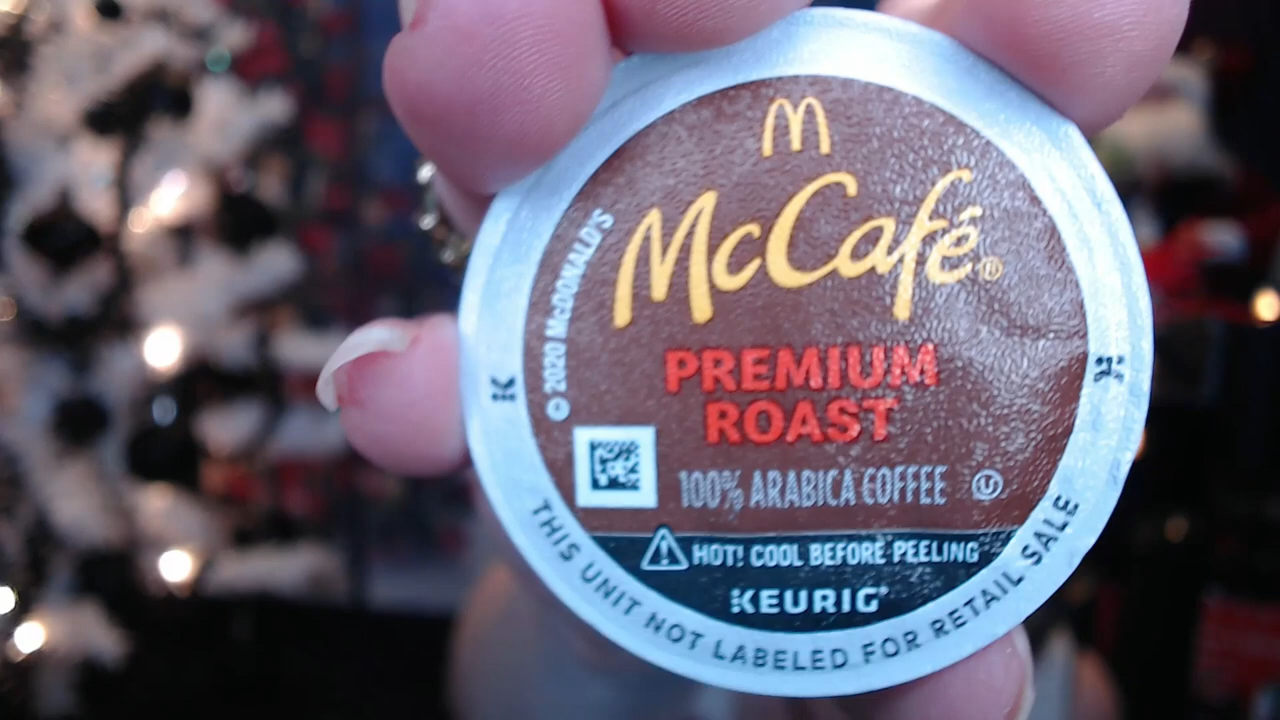 M
McCafé®
© 2020 McDONALD'S
PREMIUM
ROAST
100% ARABICA COFFEE
U
HOT! COOL BEFORE PEELING
KEURIG
THIS UNIT NOT LABELED FOR RETAIL SALE
K